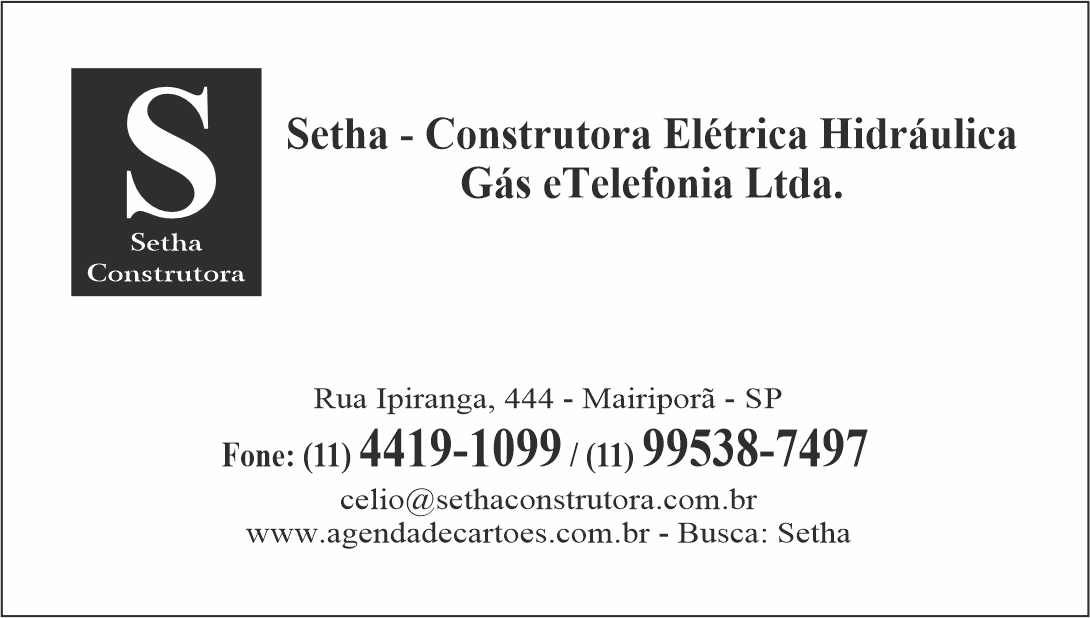 S
Setha
Construtora
Setha - Construtora Elétrica Hidráulica
Gás eTelefonia Ltda.
Rua Ipiranga, 444 - Mairiporã - SP
Fone: (11) 4419-1099 / (11) 99538-7497
celio@sethaconstrutora.com.br
www.agendadecartoes.com.br - Busca: Setha